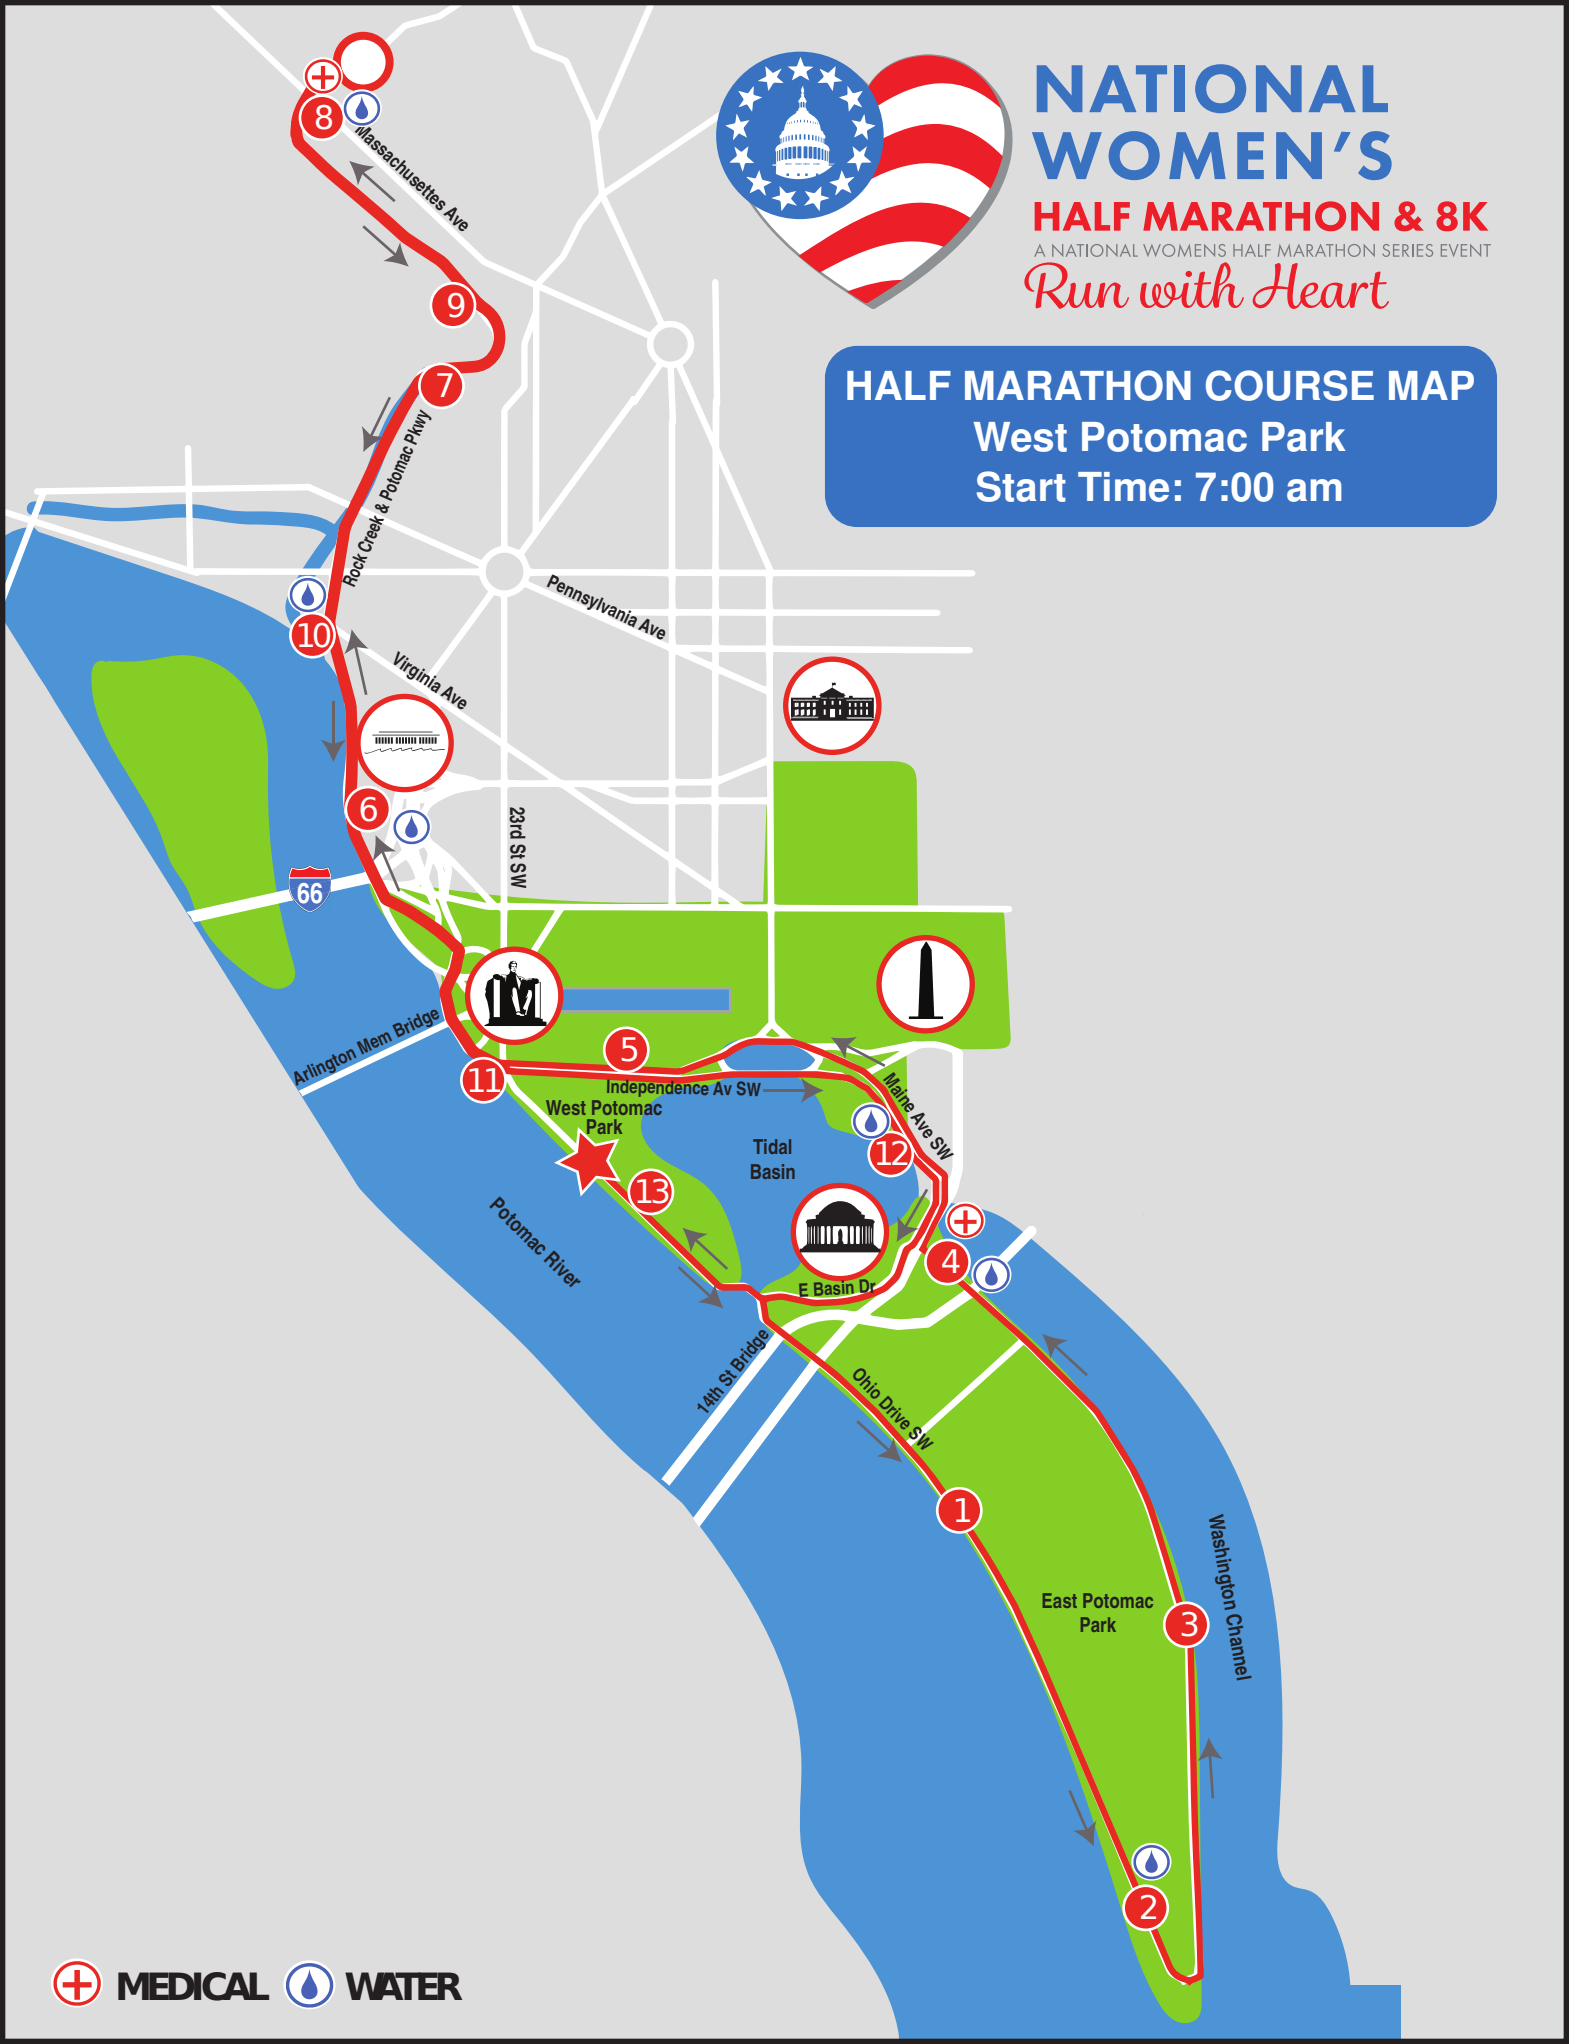 NATIONAL
WOMEN'S
HALF MARATHON & 8K
A NATIONAL WOMENS HALF MARATHON SERIES EVENT
Run with Heart
HALF MARATHON COURSE MAP
West Potomac Park
Start Time: 7:00 am
8
Massachusettes Ave
9
7
Rock Creek & Potomac Pkwy
Pennsylvania Ave
10
Virginia Ave
6
23rd St SW
66
Arlington Mem Bridge
5
11
Independence Av SW
West Potomac
Park
Maine Ave SW
12
Tidal
Basin
13
Potomac River
4
E Basin Dr
14th St Bridge
Ohio Drive SW
1
Washington Channel
East Potomac
Park
3
2
MEDICAL
WATER